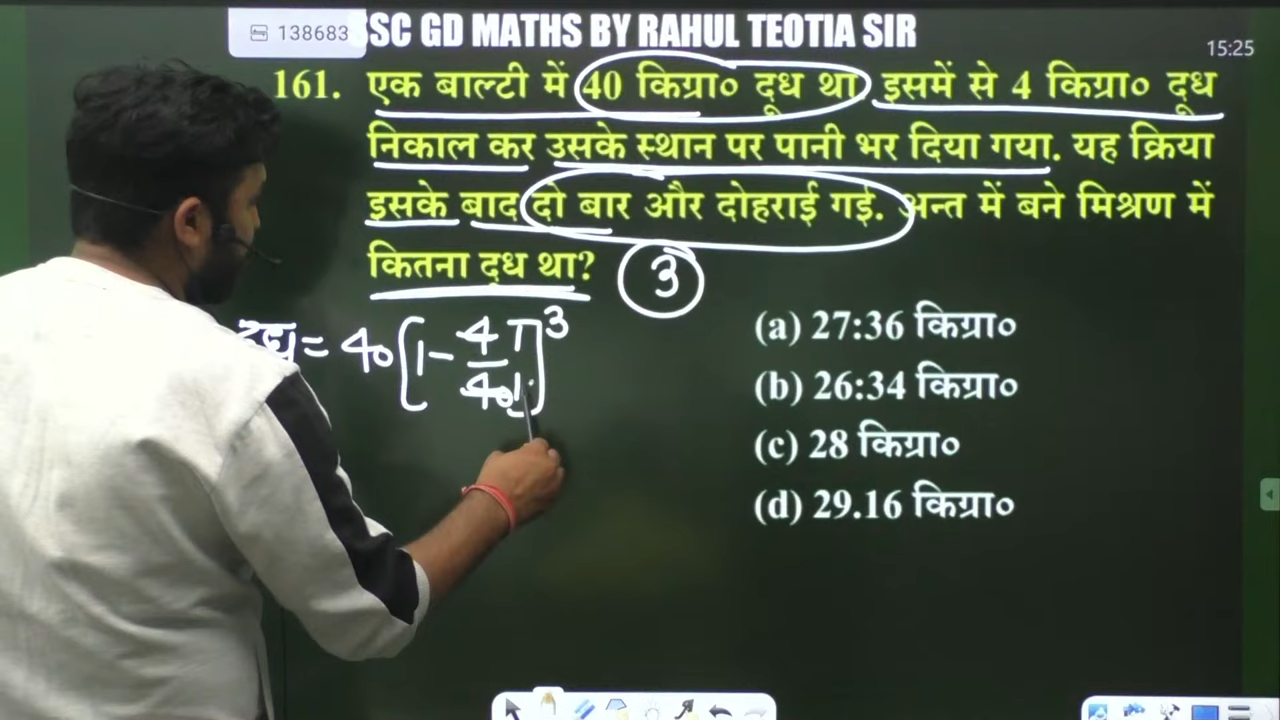 138683
SSC GD MATHS BY RAHUL TEOTIA SIR
15:25
161. एक बाल्टी में 40 किग्रा० दूध था इसमें से 4 किग्रा० दूध
निकाल कर उसके स्थान पर पानी भर दिया गया. यह क्रिया
इसके बाद दो बार और दोहराई गई. अन्त में बने मिश्रण में
कितना दूध था?
3
= 40 [1 - 4/40]³
(a) 27:36 किग्रा०
(b) 26:34 किग्रा०
(c) 28 किग्रा०
(d) 29.16 किग्रा०